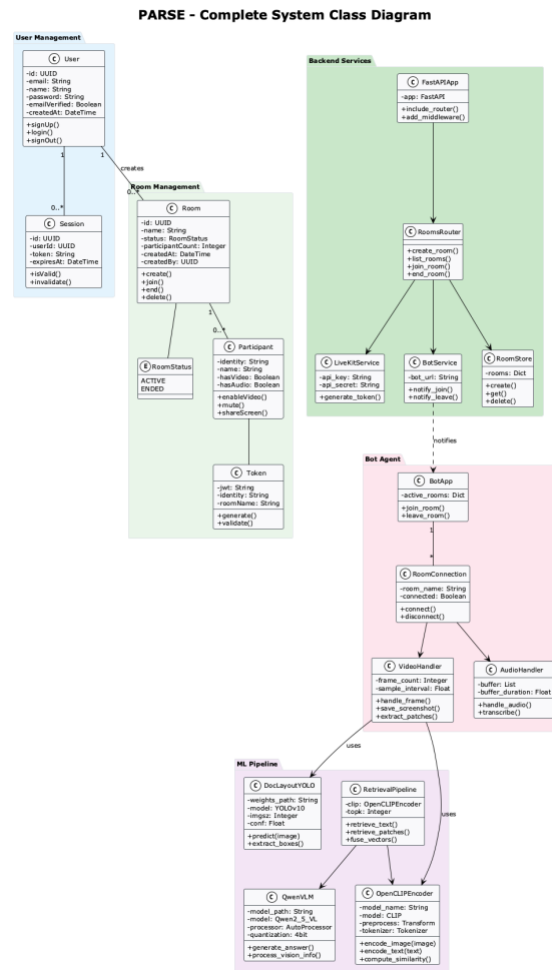 PARSE - Complete System Class Diagram
User Management
C User
-id: UUID
-email: String
-name: String
-password: String
-emailVerified: Boolean
-createdAt: DateTime
+signUp()
+login()
+signOut()
1
1
creates
0..*
0..*
C Session
-id: UUID
-userId: UUID
-token: String
-expiresAt: DateTime
+isValid()
+invalidate()
Room Management
C Room
-id: UUID
-name: String
-status: RoomStatus
-participantCount: Integer
-createdAt: DateTime
-createdBy: UUID
+create()
+join()
+end()
+delete()
1
0..*
E RoomStatus
ACTIVE
ENDED
C Participant
-identity: String
-name: String
-hasVideo: Boolean
-hasAudio: Boolean
+enableVideo()
+mute()
+shareScreen()
C Token
-jwt: String
-identity: String
-roomName: String
+generate()
+validate()
Backend Services
C FastAPIApp
-app: FastAPI
+include_router()
+add_middleware()
C RoomsRouter
+create_room()
+list_rooms()
+join_room()
+end_room()
C LiveKitService
-api_key: String
-api_secret: String
+generate_token()
C BotService
-bot_url: String
+notify_join()
+notify_leave()
C RoomStore
-rooms: Dict
+create()
+get()
+delete()
notifies
Bot Agent
C BotApp
-active_rooms: Dict
+join_room()
+leave_room()
1
*
C RoomConnection
-room_name: String
-connected: Boolean
+connect()
+disconnect()
C VideoHandler
-frame_count: Integer
-sample_interval: Float
+handle_frame()
+save_screenshot()
+extract_patches()
C AudioHandler
-buffer: List
-buffer_duration: Float
+handle_audio()
+transcribe()
uses
uses
ML Pipeline
C DocLayoutYOLO
-weights_path: String
-model: YOLOv10
-imgsz: Integer
-conf: Float
+predict(image)
+extract_boxes()
C RetrievalPipeline
-clip: OpenCLIPEncoder
-topk: Integer
+retrieve_text()
+retrieve_patches()
+fuse_vectors()
C QwenVLM
-model_path: String
-model: Qwen2_5_VL
-processor: AutoProcessor
-quantization: 4bit
+generate_answer()
+process_vision_info()
C OpenCLIPEncoder
-model_name: String
-model: CLIP
-preprocess: Transform
-tokenizer: Tokenizer
+encode_image(image)
+encode_text(text)
+compute_similarity()